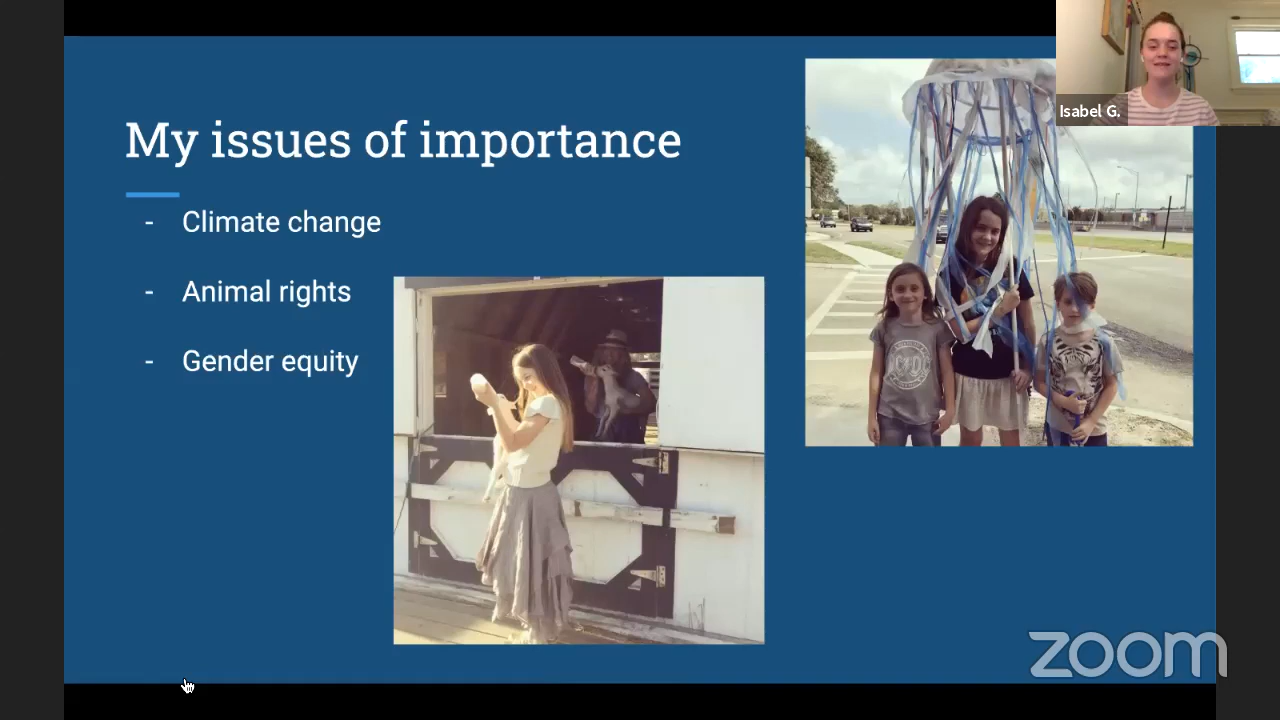 My issues of importance
- Climate change
- Animal rights
- Gender equity
Isabel G.
zoom